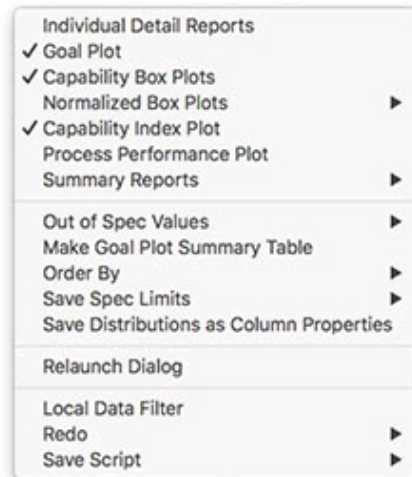 Individual Detail Reports
✓ Goal Plot
✓ Capability Box Plots
Normalized Box Plots ▶
✓ Capability Index Plot
Process Performance Plot
Summary Reports ▶
Out of Spec Values ▶
Make Goal Plot Summary Table
Order By ▶
Save Spec Limits ▶
Save Distributions as Column Properties
Relaunch Dialog
Local Data Filter
Redo ▶
Save Script ▶